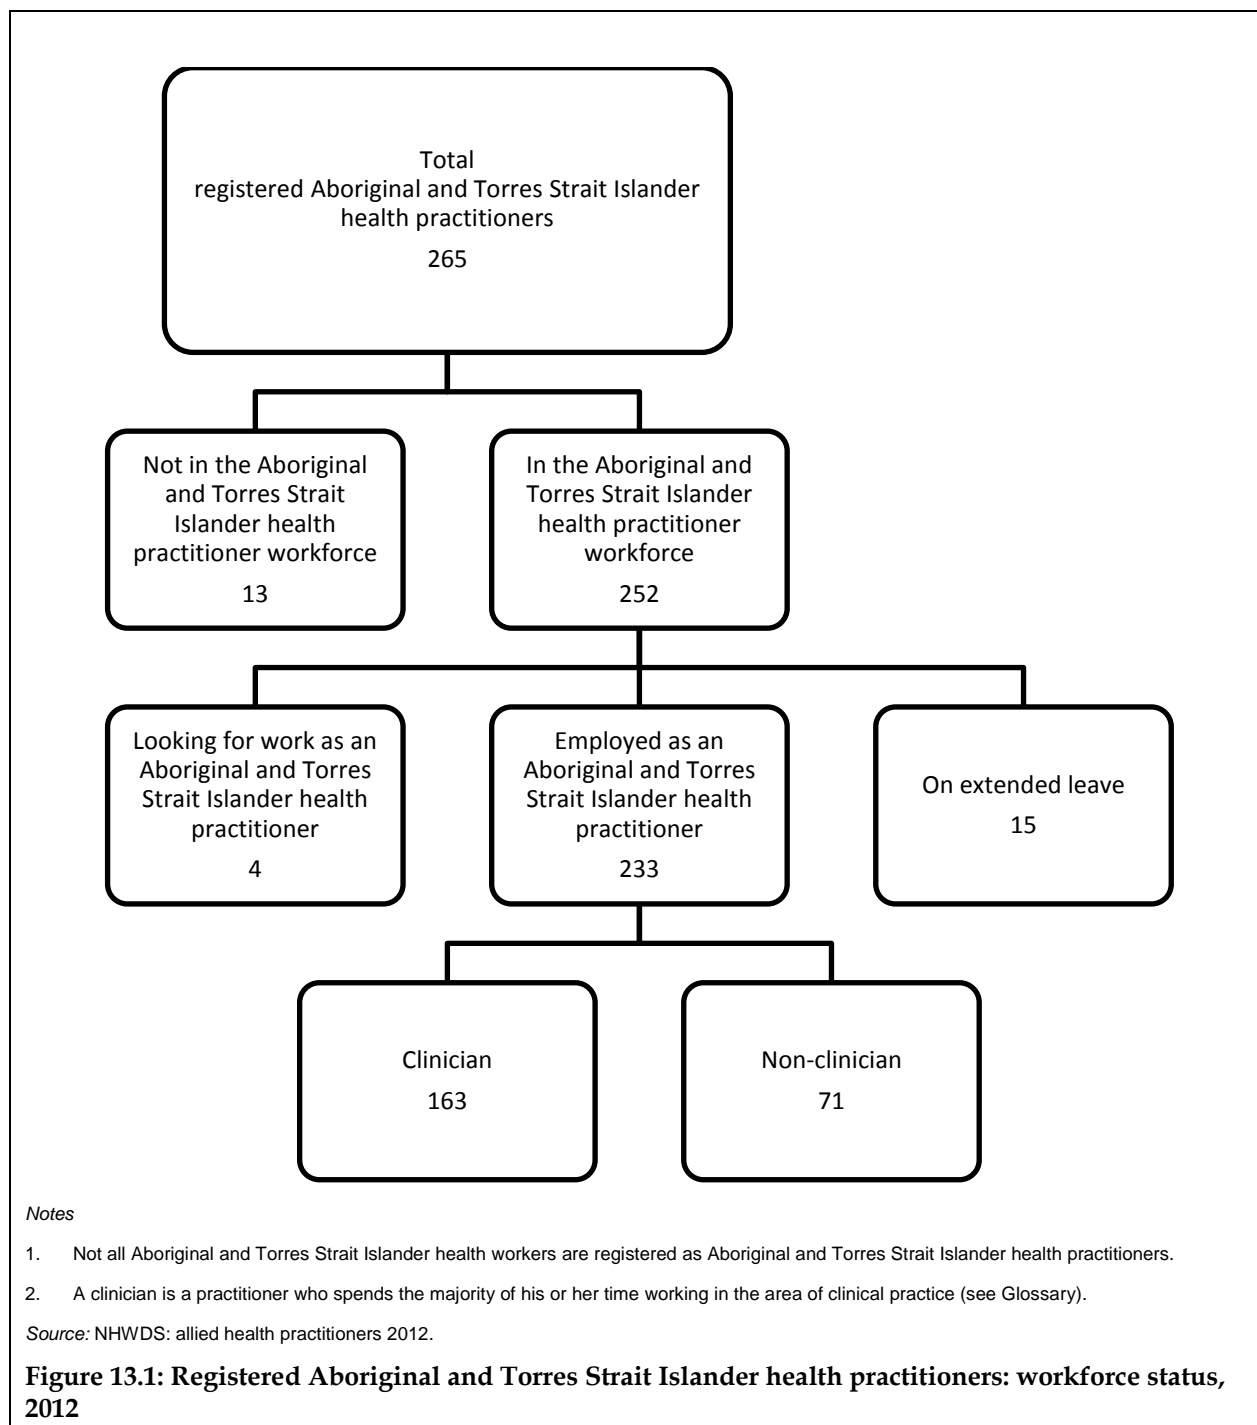 Total
registered Aboriginal and Torres Strait Islander
health practitioners
265
Not in the Aboriginal
and Torres Strait
Islander health
practitioner workforce
13
In the Aboriginal and
Torres Strait Islander
health practitioner
workforce
252
Looking for work as an
Aboriginal and Torres
Strait Islander health
practitioner
4
Employed as an
Aboriginal and Torres
Strait Islander health
practitioner
233
On extended leave
15
Clinician
163
Non-clinician
71
Notes
1. Not all Aboriginal and Torres Strait Islander health workers are registered as Aboriginal and Torres Strait Islander health practitioners.
2. A clinician is a practitioner who spends the majority of his or her time working in the area of clinical practice (see Glossary).
Source: NHWDS: allied health practitioners 2012.
Figure 13.1: Registered Aboriginal and Torres Strait Islander health practitioners: workforce status,
2012